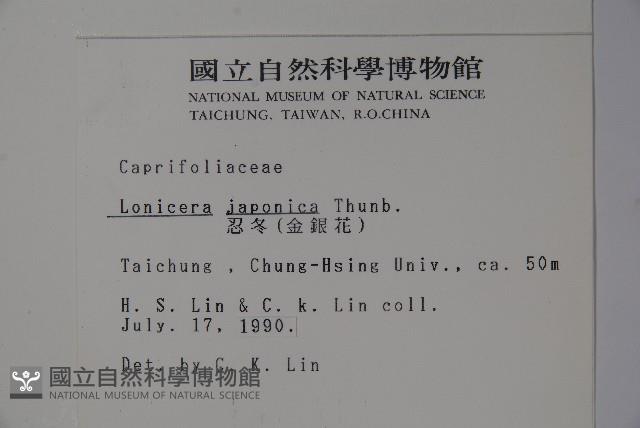 國立自然科學博物館
NATIONAL MUSEUM OF NATURAL SCIENCE
TAICHUNG, TAIWAN, R.O.CHINA
Caprifoliaceae
Lonicera japonica Thunb.
忍冬(金銀花)
Taichung , Chung-Hsing Univ., ca. 50m
H. S. Lin & C. k. Lin coll.
July. 17, 1990.
Det. by C. K. Lin
國立自然科學博物館
NATIONAL MUSEUM OF NATURAL SCIENCE